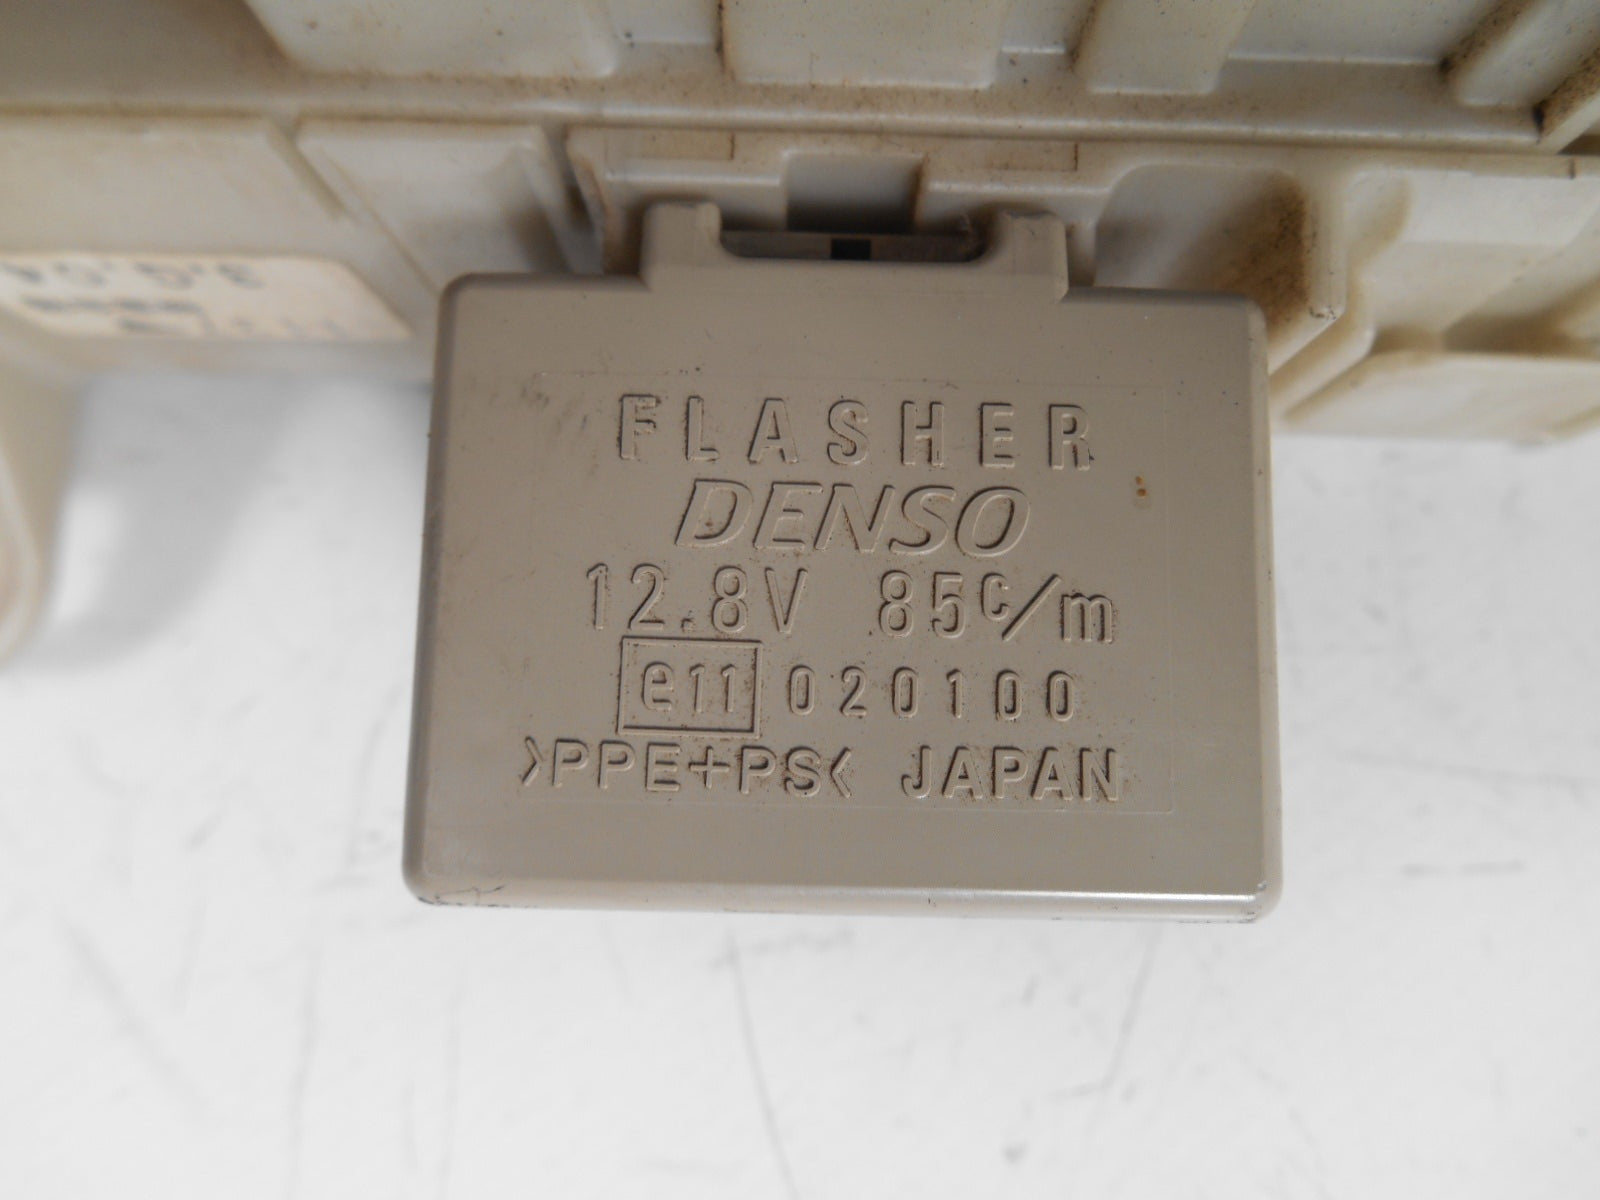 FLASHER
DENSO
12.8V 85c/m
e11 020100
>PPE+PS< JAPAN